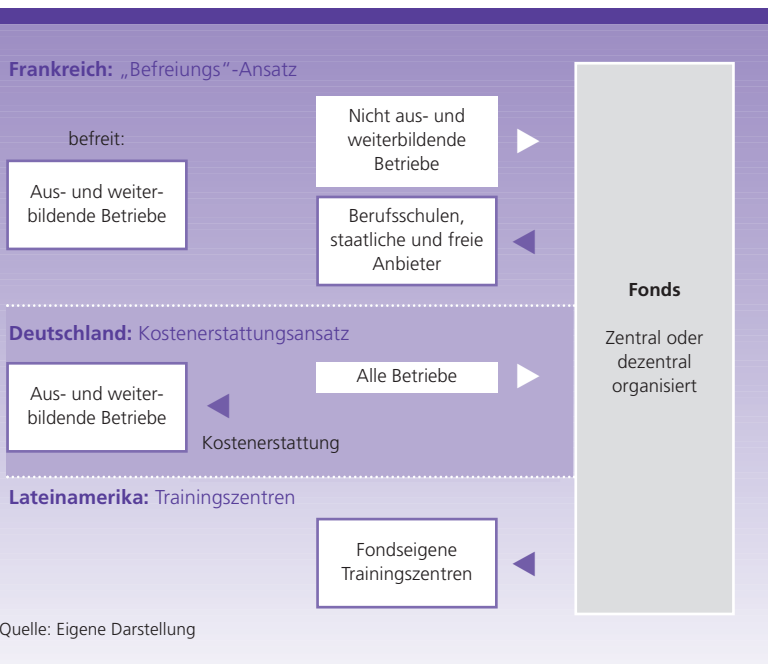 Frankreich: „Befreiungs"-Ansatz
befreit:
Aus- und weiter-
bildende Betriebe
Nicht aus- und
weiterbildende
Betriebe
Berufsschulen,
staatliche und freie
Anbieter
Deutschland: Kostenerstattungsansatz
Aus- und weiter-
bildende Betriebe
Alle Betriebe
Kostenerstattung
Lateinamerika: Trainingszentren
Fondseigene
Trainingszentren
Fonds
Zentral oder
dezentral
organisiert
Quelle: Eigene Darstellung